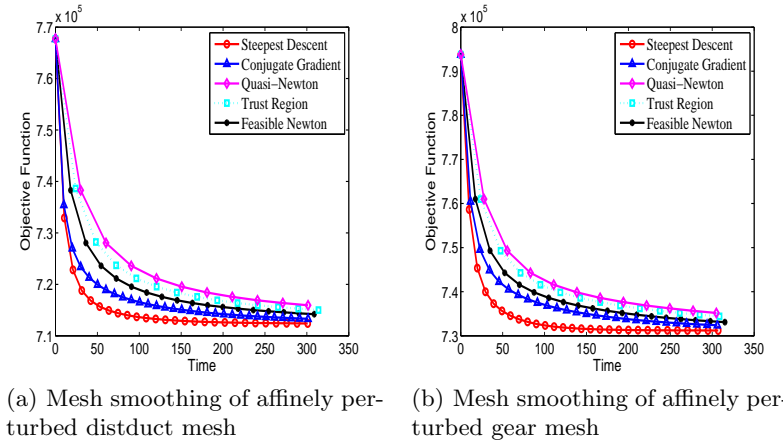 x 10⁵
7.7
7.6
7.5
7.4
7.3
7.2
7.1
Objective Function
0 50 100 150 200 250 300 350
Time
Steepest Descent
Conjugate Gradient
Quasi−Newton
Trust Region
Feasible Newton
(a) Mesh smoothing of affinely per-
turbed distduct mesh
x 10⁵
8
7.9
7.8
7.7
7.6
7.5
7.4
7.3
Objective Function
0 50 100 150 200 250 300 350
Time
Steepest Descent
Conjugate Gradient
Quasi−Newton
Trust Region
Feasible Newton
(b) Mesh smoothing of affinely per-
turbed gear mesh